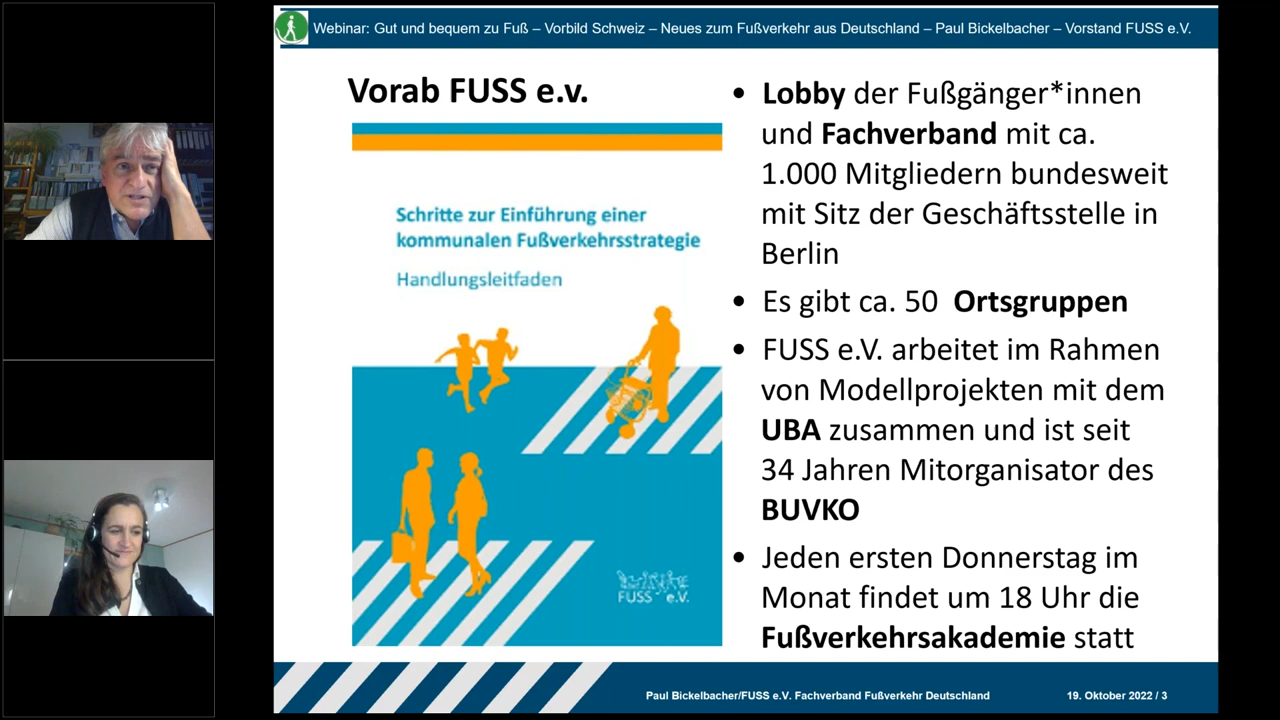 Webinar: Gut und bequem zu Fuß – Vorbild Schweiz – Neues zum Fußverkehr aus Deutschland – Paul Bickelbacher – Vorstand FUSS e.V.
Vorab FUSS e.v.
Schritte zur Einführung einer
kommunalen Fußverkehrsstrategie
Handlungsleitfaden
FUSS e.V.
• Lobby der Fußgänger*innen
und Fachverband mit ca.
1.000 Mitgliedern bundesweit
mit Sitz der Geschäftsstelle in
Berlin
• Es gibt ca. 50 Ortsgruppen
• FUSS e.V. arbeitet im Rahmen
von Modellprojekten mit dem
UBA zusammen und ist seit
34 Jahren Mitorganisator des
BUVKO
• Jeden ersten Donnerstag im
Monat findet um 18 Uhr die
Fußverkehrsakademie statt
Paul Bickelbacher/FUSS e.V. Fachverband Fußverkehr Deutschland
19. Oktober 2022 / 3